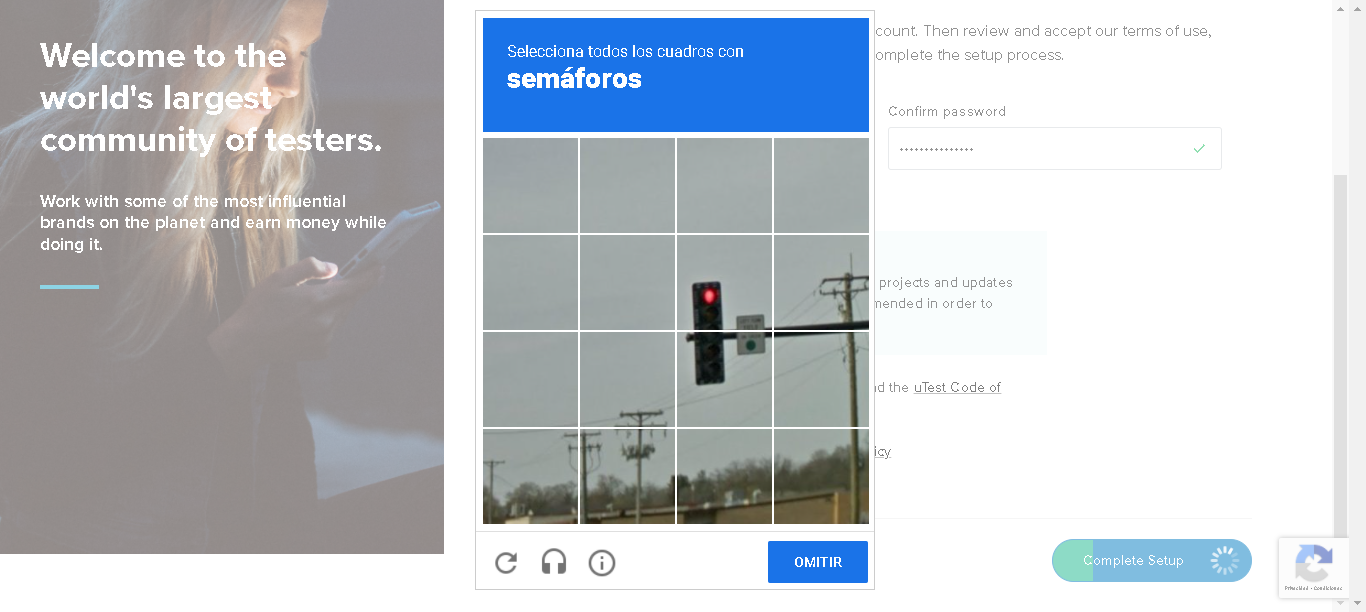 Welcome to the
world's largest
community of testers.
Work with some of the most influential
brands on the planet and earn money while
doing it.
Selecciona todos los cuadros con
semáforos
OMITIR
count. Then review and accept our terms of use,
omplete the setup process.
Confirm password
projects and updates
mended in order to
nd the uTest Code of
icy
Complete Setup
Privacidad - Condiciones